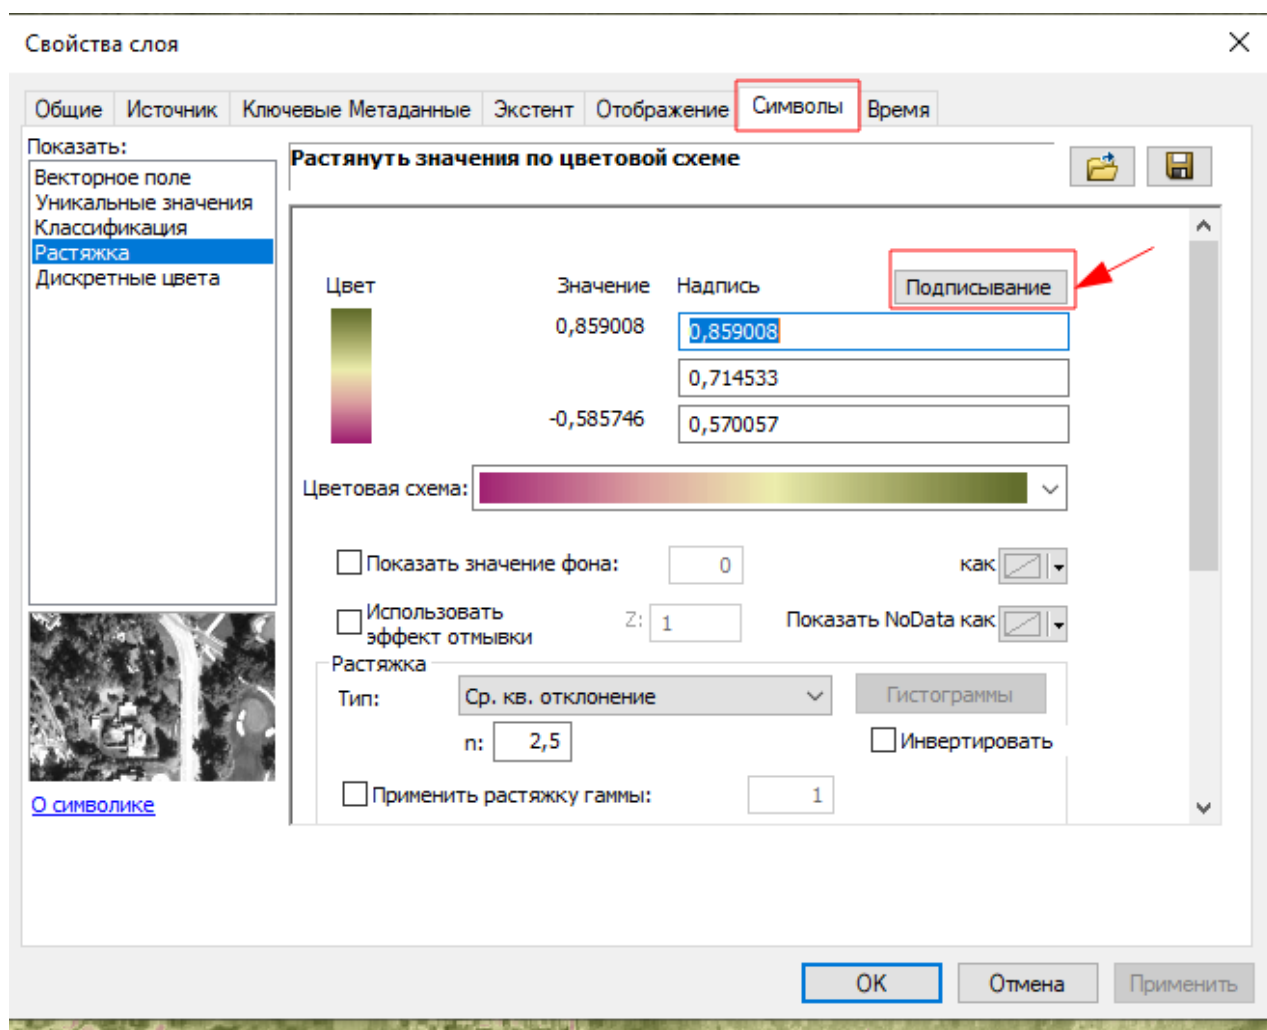 Свойства слоя
Общие Источник Ключевые Метаданные Экстент Отображение Символы Время
Показать:
Векторное поле
Уникальные значения
Классификация
Растяжка
Дискретные цвета
О символике
Растянуть значения по цветовой схеме
Цвет Значение Надпись Подписывание
0,859008 0,859008
0,714533
-0,585746 0,570057
Цветовая схема:
Показать значение фона: 0 как
Использовать
эффект отмывки Z: 1 Показать NoData как
Растяжка
Тип: Ср. кв. отклонение Гистограммы
n: 2,5 Инвертировать
Применить растяжку гаммы: 1
OK Отмена Применить